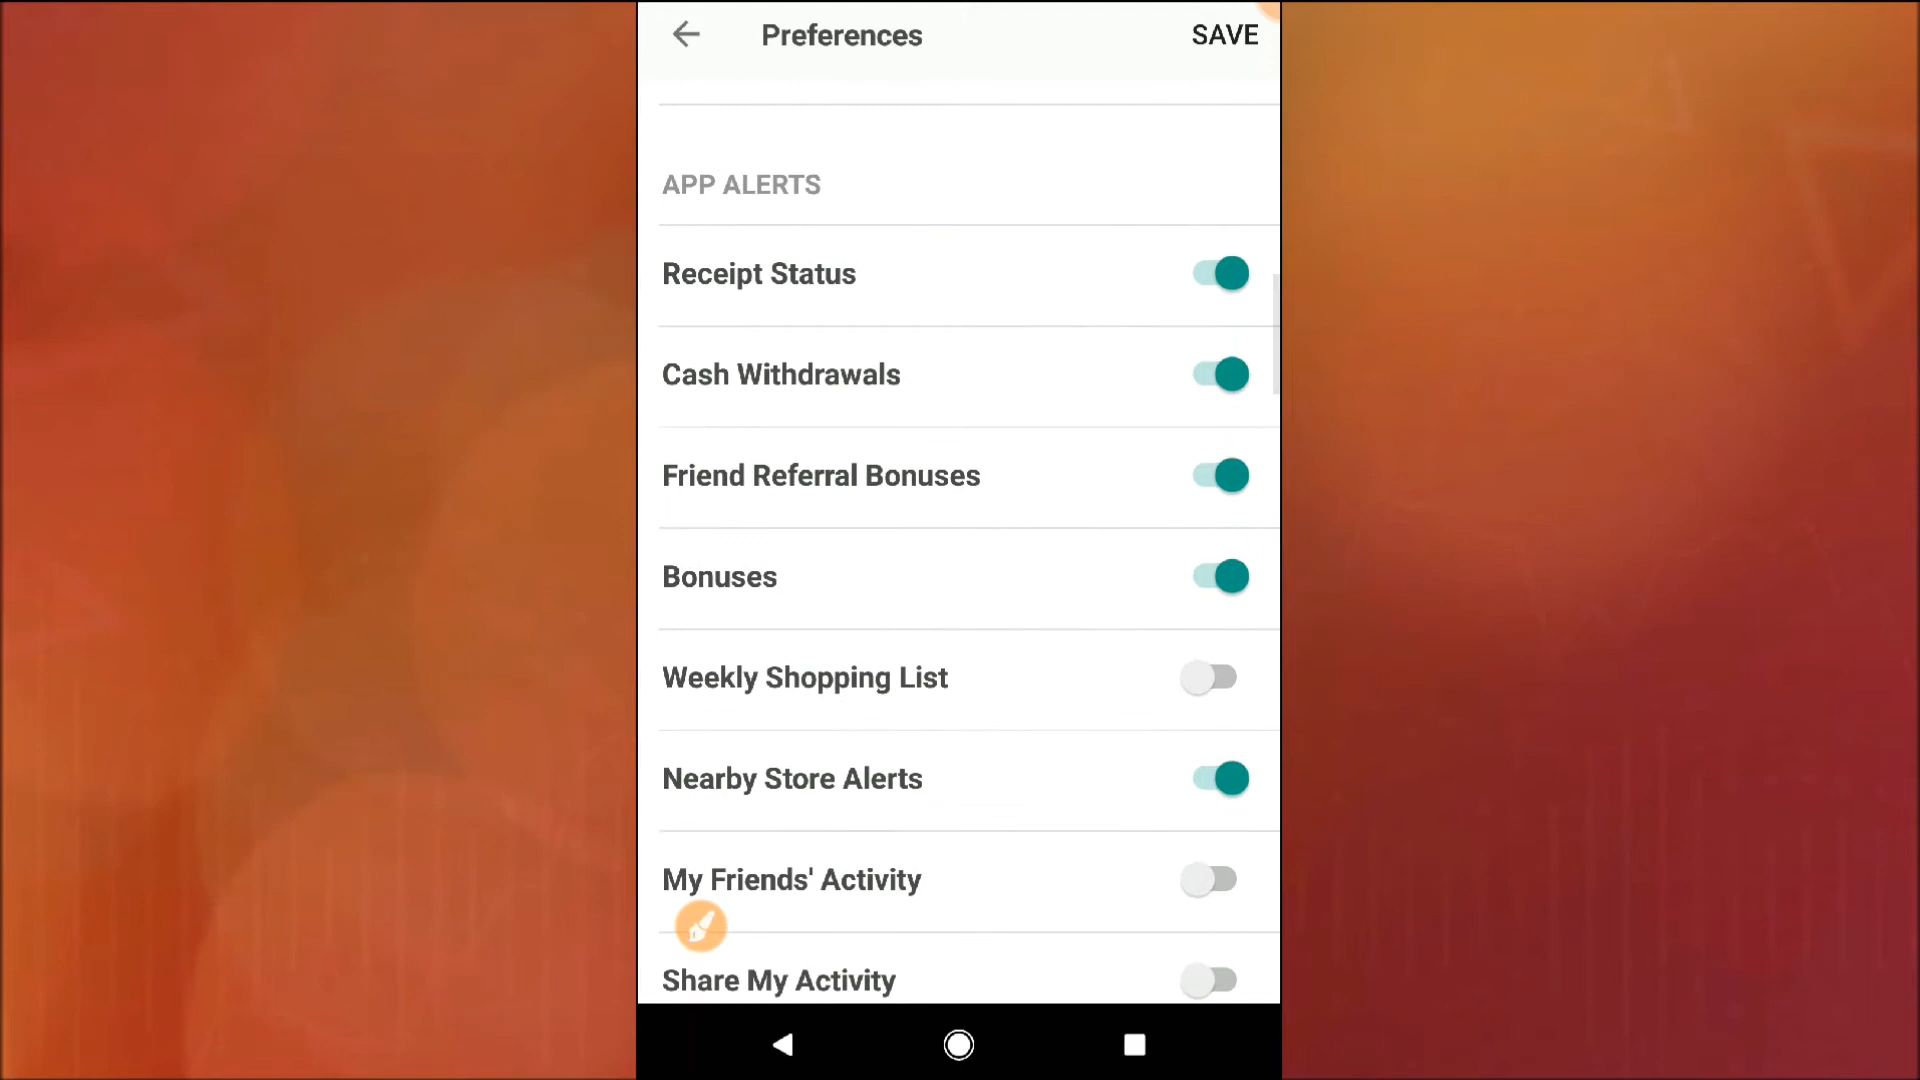 Preferences
SAVE
APP ALERTS
Receipt Status
Cash Withdrawals
Friend Referral Bonuses
Bonuses
Weekly Shopping List
Nearby Store Alerts
My Friends' Activity
Share My Activity